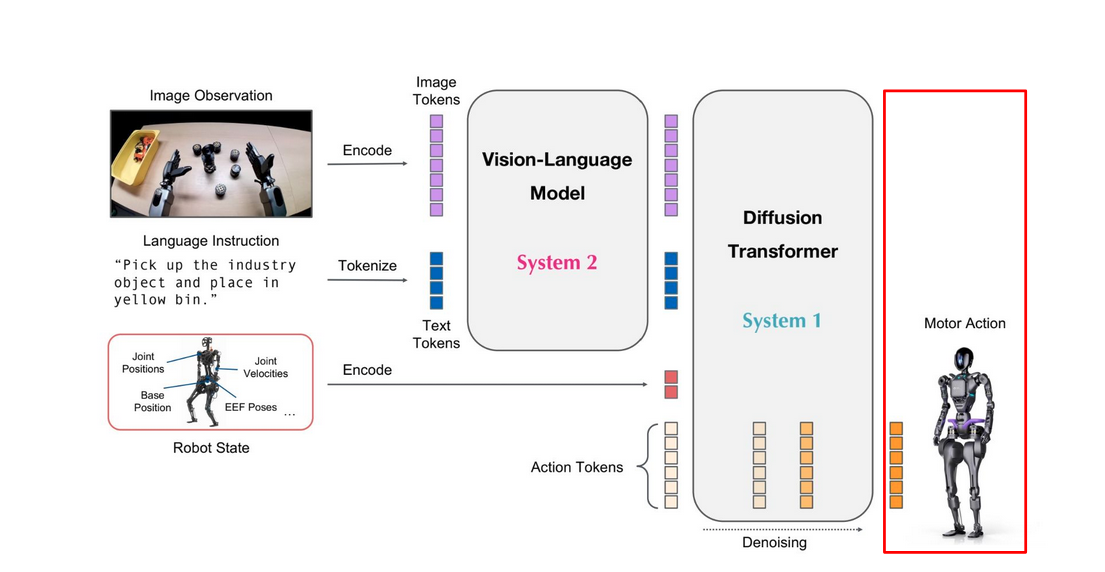 Image Observation
Image
Tokens
Encode
Vision-Language
Model
System 2
Diffusion
Transformer
System 1
Language Instruction
“Pick up the industry
object and place in
yellow bin.”
Tokenize
Text
Tokens
Motor Action
Joint
Positions
Joint
Velocities
Base
Position
EEF Poses
...
Robot State
Encode
Action Tokens
Denoising